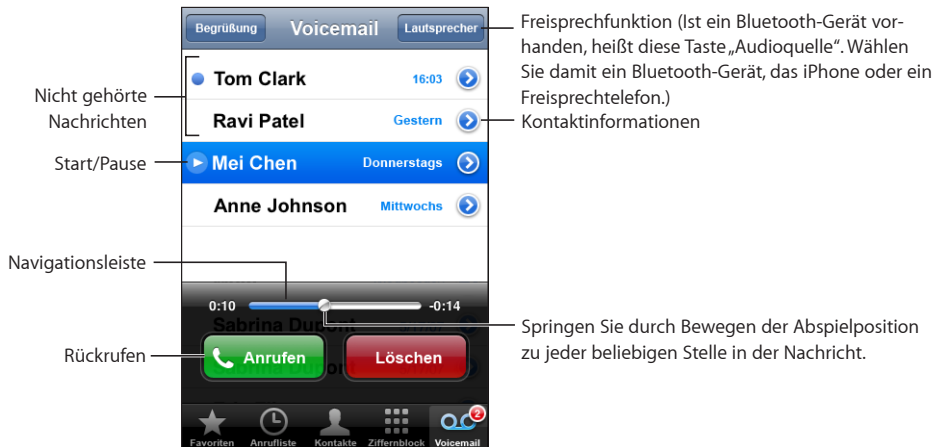 Begrüßung
Voicemail
Lautsprecher
Freisprechfunktion (Ist ein Bluetooth-Gerät vor-
handen, heißt diese Taste „Audioquelle“. Wählen
Sie damit ein Bluetooth-Gerät, das iPhone oder ein
Freisprechtelefon.)
Nicht gehörte
Nachrichten
Tom Clark 16:03
Ravi Patel Gestern
Kontaktinformationen
Start/Pause
Mei Chen Donnerstags
Anne Johnson Mittwochs
Navigationsleiste
0:10 -0:14
Sabrina Dupont
Springen Sie durch Bewegen der Abspielposition
zu jeder beliebigen Stelle in der Nachricht.
Rückrufen
Anrufen
Löschen
2
Favoriten Anrufliste Kontakte Ziffernblock Voicemail